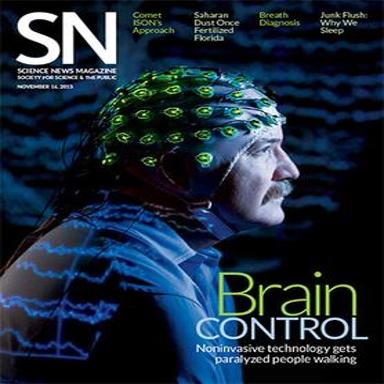 SN
SCIENCE NEWS MAGAZINE
SOCIETY FOR SCIENCE & THE PUBLIC
NOVEMBER 16, 2013
Comet
ISON's
Approach
Saharan
Dust Once
Fertilized
Florida
Breath
Diagnosis
Junk Flush:
Why We
Sleep
Brain
CONTROL
Noninvasive technology gets
paralyzed people walking